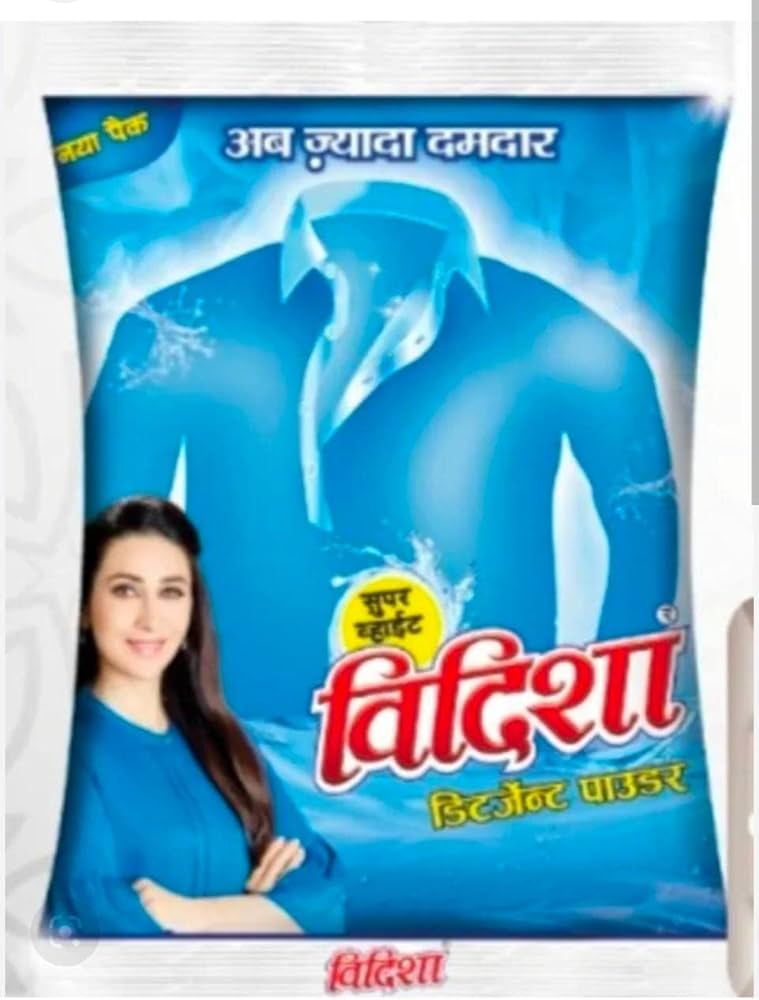 नया पैक
अब ज़्यादा दमदार
सुपर
व्हाईट
विदिशा
डिटर्जेन्ट पाउडर
विदिशा